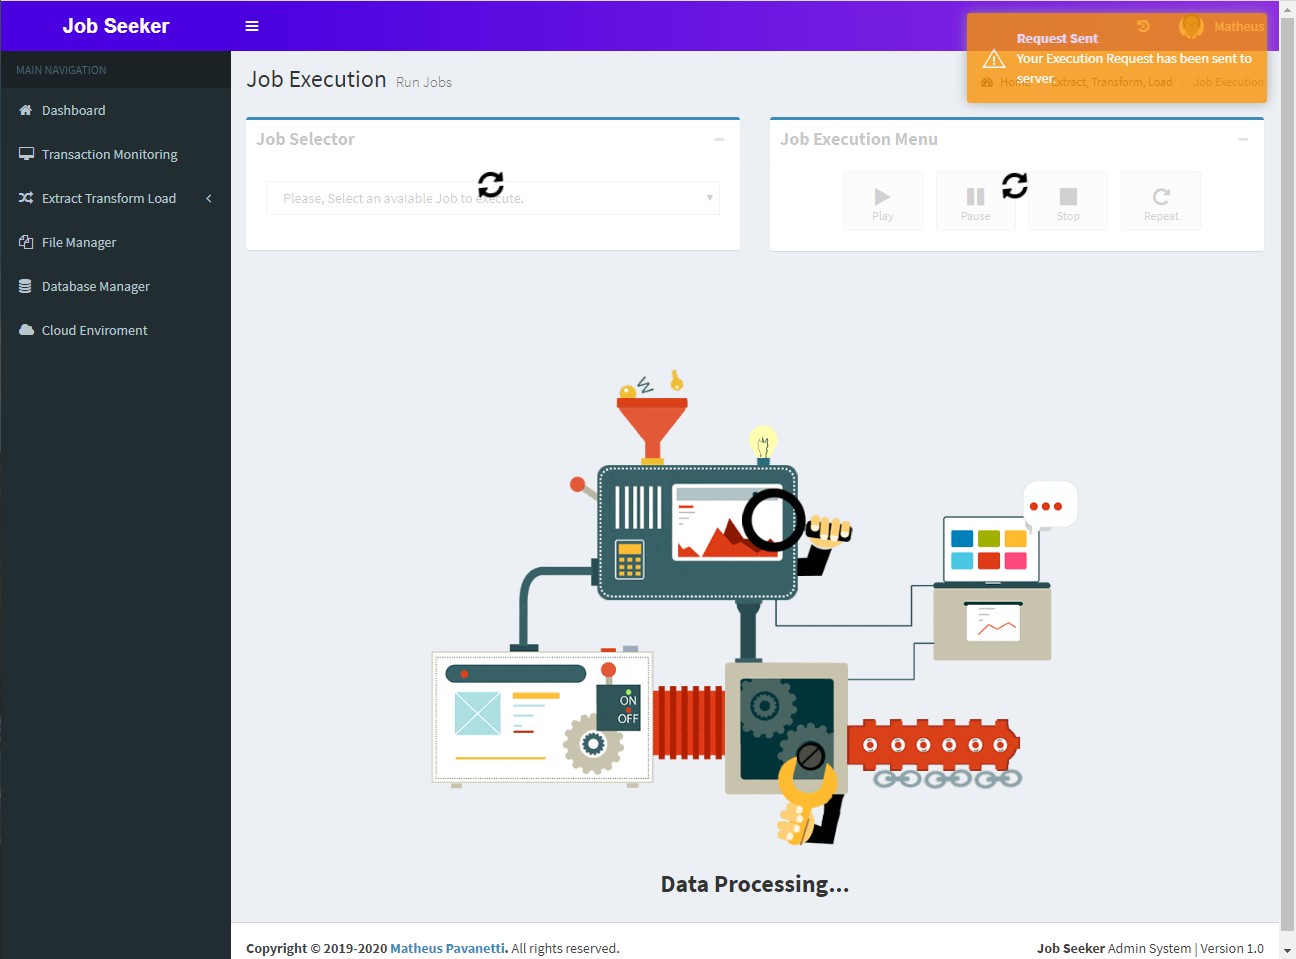 Job Seeker
Matheus
Request Sent
Your Execution Request has been sent to
server.
MAIN NAVIGATION
Dashboard
Transaction Monitoring
Extract Transform Load
File Manager
Database Manager
Cloud Enviroment
Job Execution Run Jobs
Home Extract, Transform, Load Job Execution
Job Selector
Please, Select an avaiable Job to execute.
Job Execution Menu
Play Pause Stop Repeat
ON
OFF
Data Processing...
Copyright © 2019-2020 Matheus Pavanetti. All rights reserved.
Job Seeker Admin System | Version 1.0